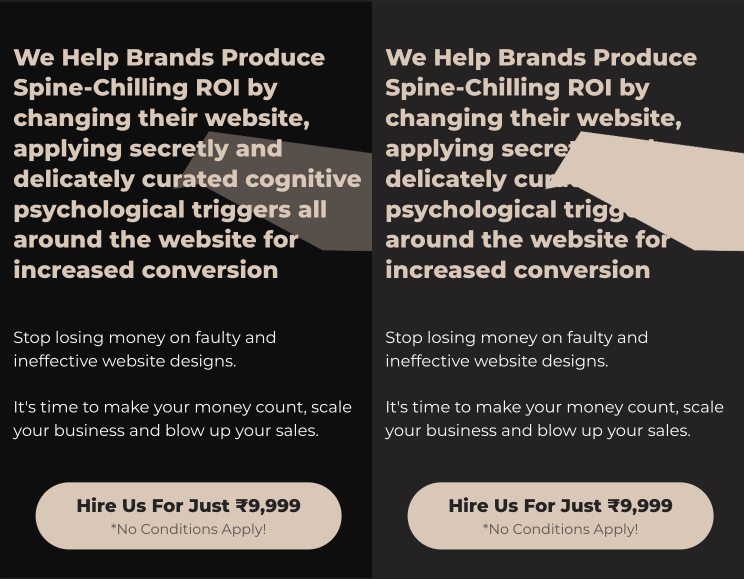 We Help Brands Produce
Spine-Chilling ROI by
changing their website,
applying secretly and
delicately curated cognitive
psychological triggers all
around the website for
increased conversion
Stop losing money on faulty and
ineffective website designs.
It's time to make your money count, scale
your business and blow up your sales.
Hire Us For Just ₹9,999
*No Conditions Apply!
We Help Brands Produce
Spine-Chilling ROI by
changing their website,
applying
delicately
psychological
around the website for
increased conversion
Stop losing money on faulty and
ineffective website designs.
It's time to make your money count, scale
your business and blow up your sales.
Hire Us For Just ₹9,999
*No Conditions Apply!